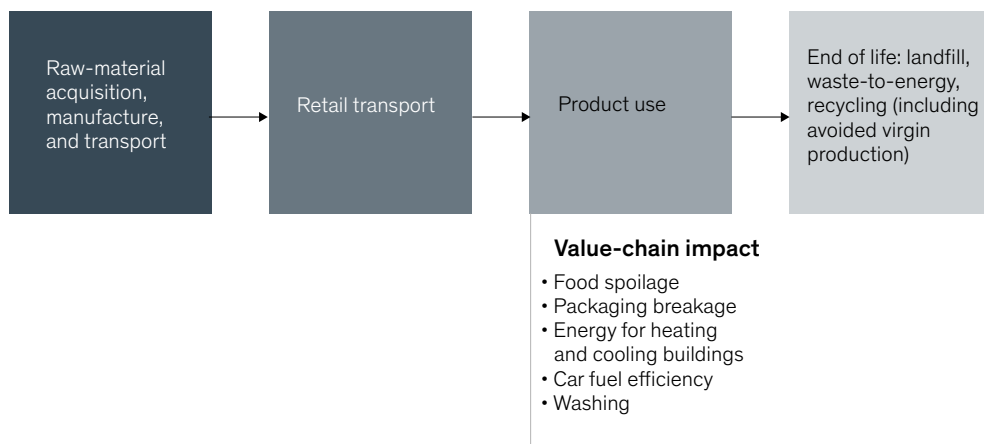 Raw-material
acquisition,
manufacture,
and transport
Retail transport
Product use
End of life: landfill,
waste-to-energy,
recycling (including
avoided virgin
production)
Value-chain impact
• Food spoilage
• Packaging breakage
• Energy for heating
and cooling buildings
• Car fuel efficiency
• Washing